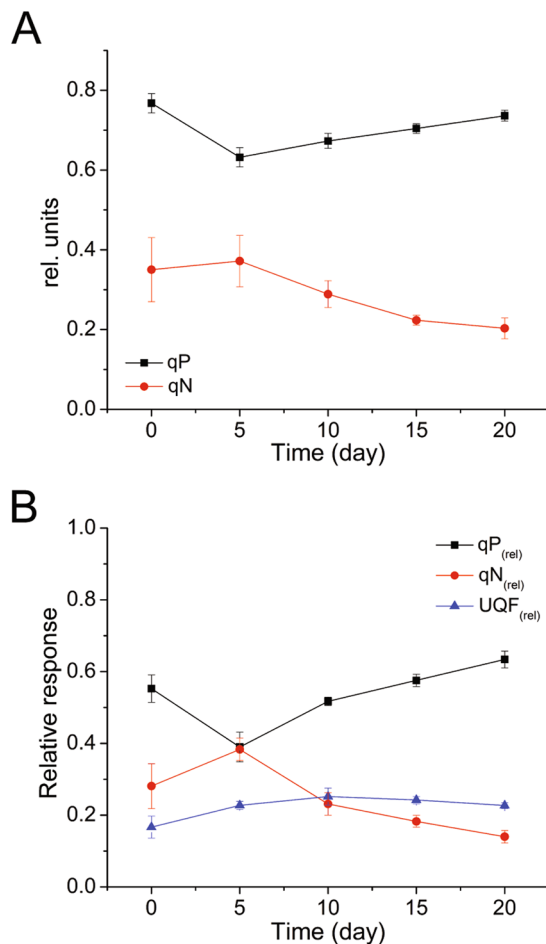 A
0.8
0.6
0.4
0.2
0.0
rel. units
qP
qN
0 5 10 15 20
Time (day)
B
1.0
0.8
0.6
0.4
0.2
0.0
Relative response
qP(rel)
qN(rel)
UQF(rel)
0 5 10 15 20
Time (day)